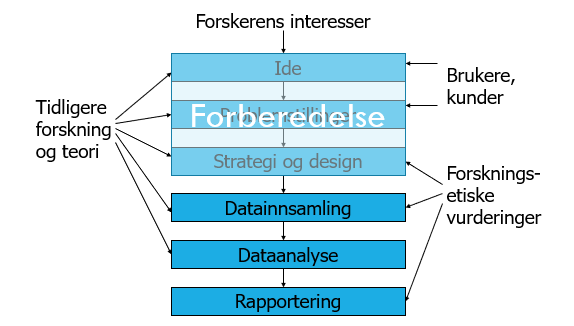 Forskerens interesser
Ide
Problemstillinger
Forberedelse
Strategi og design
Datainnsamling
Dataanalyse
Rapportering
Tidligere
forskning
og teori
Brukere,
kunder
Forsknings-
etiske
vurderinger